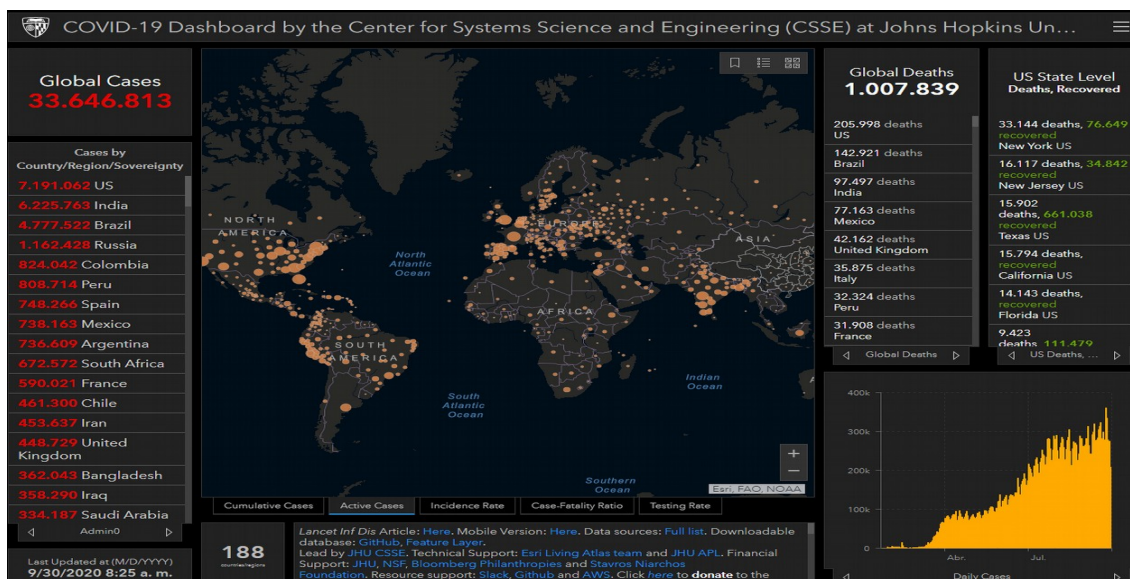 COVID-19 Dashboard by the Center for Systems Science and Engineering (CSSE) at Johns Hopkins Un...
Global Cases
33.646.813
Cases by
Country/Region/Sovereignty
7.191.062 US
6.225.763 India
4.777.522 Brazil
1.162.428 Russia
824.042 Colombia
808.714 Peru
748.266 Spain
738.163 Mexico
736.609 Argentina
672.572 South Africa
590.021 France
461.300 Chile
453.637 Iran
448.729 United
Kingdom
362.043 Bangladesh
358.290 Iraq
334.187 Saudi Arabia
Admin0
Last Updated at (M/D/YYYY)
9/30/2020 8:25 a. m.
NORTH
AMERICA
EUROPE
ASIA
North
Atlantic
Ocean
AFRICA
SOUTH
AMERICA
Indian
Ocean
South
Atlantic
Ocean
Southern
Ocean
+
−
Esri, FAO, NOAA
Cumulative Cases
Active Cases
Incidence Rate
Case-Fatality Ratio
Testing Rate
188
countries/regions
Lancet Inf Dis Article: Here. Mobile Version: Here. Data sources: Full list. Downloadable
database: GitHub, Feature Layer.
Lead by JHU CSSE. Technical Support: Esri Living Atlas team and JHU APL. Financial
Support: JHU, NSF, Bloomberg Philanthropies and Stavros Niarchos
Foundation. Resource support: Slack, Github and AWS. Click here to donate to the
Global Deaths
1.007.839
205.998 deaths
US
142.921 deaths
Brazil
97.497 deaths
India
77.163 deaths
Mexico
42.162 deaths
United Kingdom
35.875 deaths
Italy
32.324 deaths
Peru
31.908 deaths
France
Global Deaths
US State Level
Deaths, Recovered
33.144 deaths, 76.649
recovered
New York US
16.117 deaths, 34.842
recovered
New Jersey US
15.902
deaths, 661.038
recovered
Texas US
15.794 deaths,
recovered
California US
14.143 deaths,
recovered
Florida US
9.423
deaths, 111.479
US Deaths, ...
400k
300k
200k
100k
0
Abr.
Jul.
Daily Cases